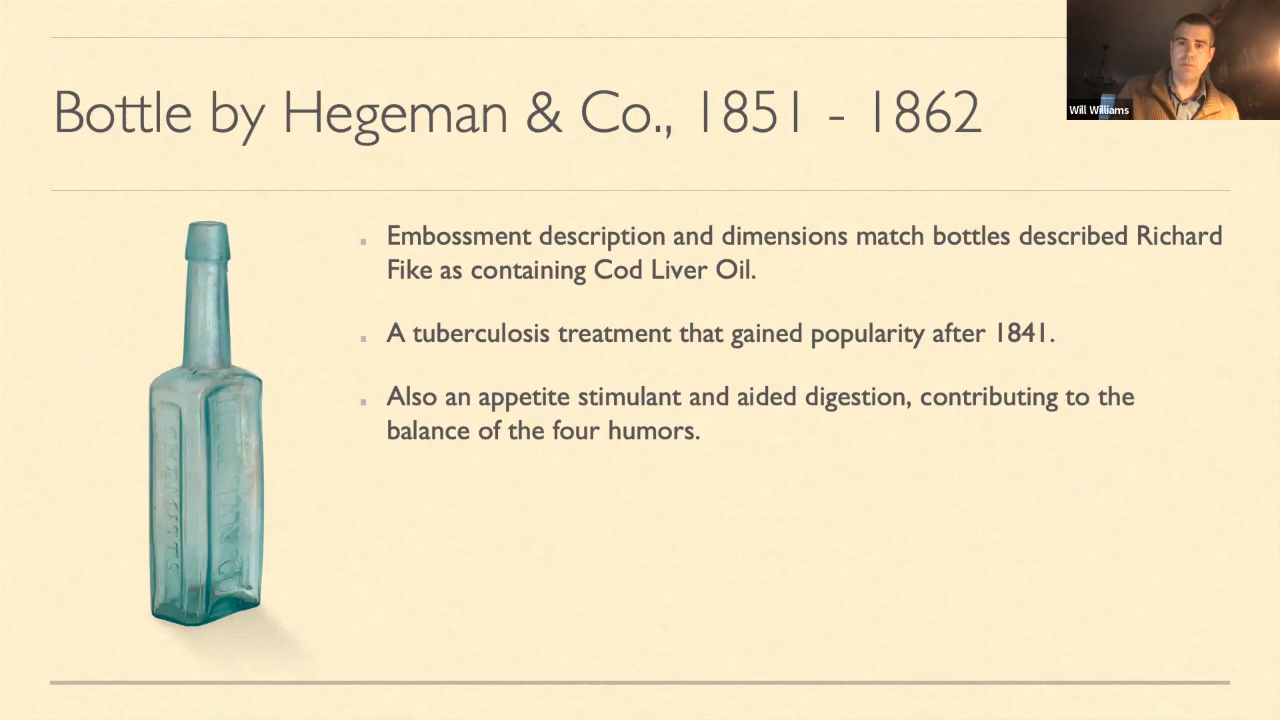 Bottle by Hegeman & Co., 1851 - 1862
Will Williams
Embossment description and dimensions match bottles described Richard
Fike as containing Cod Liver Oil.
A tuberculosis treatment that gained popularity after 1841.
Also an appetite stimulant and aided digestion, contributing to the
balance of the four humors.